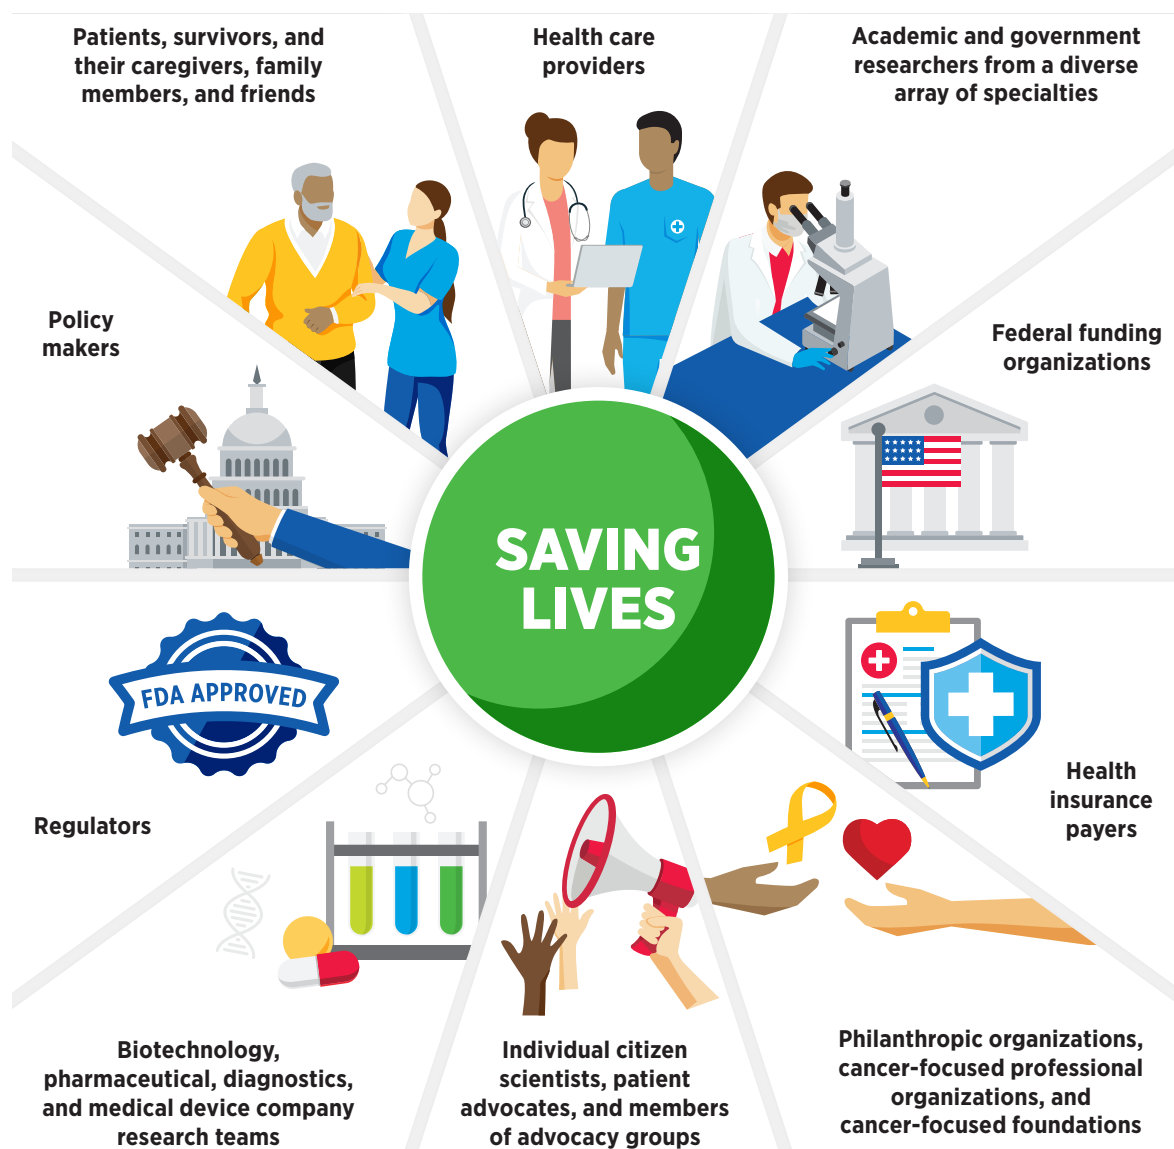 Patients, survivors, and
their caregivers, family
members, and friends
Health care
providers
Academic and government
researchers from a diverse
array of specialties
Policy
makers
Federal funding
organizations
SAVING
LIVES
FDA APPROVED
Regulators
Health
insurance
payers
Biotechnology,
pharmaceutical, diagnostics,
and medical device company
research teams
Individual citizen
scientists, patient
advocates, and members
of advocacy groups
Philanthropic organizations,
cancer-focused professional
organizations, and
cancer-focused foundations